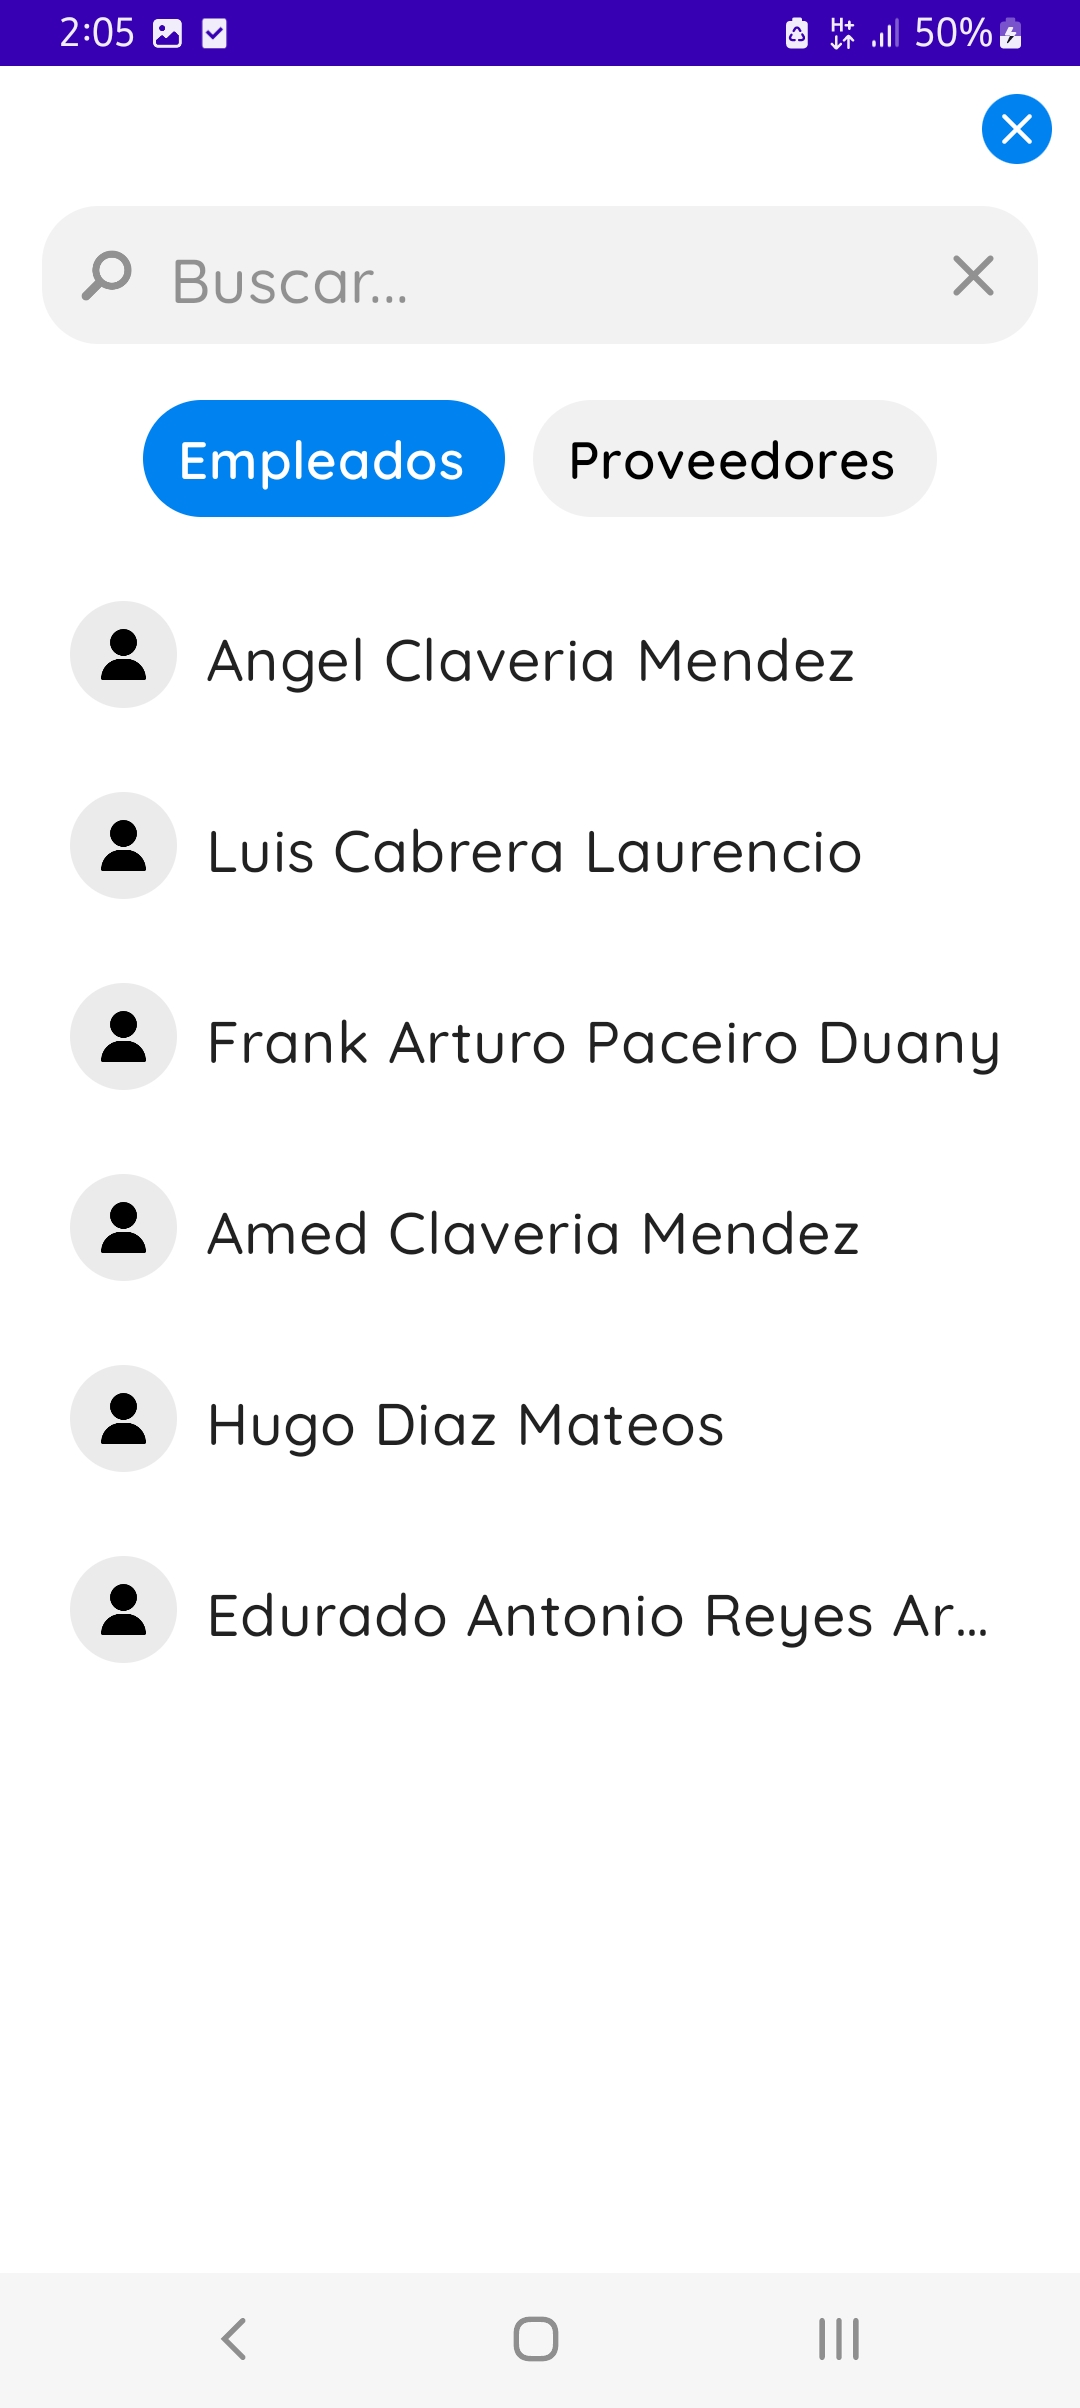 2:05 H+ 50%
Buscar...
Empleados Proveedores
Angel Claveria Mendez
Luis Cabrera Laurencio
Frank Arturo Paceiro Duany
Amed Claveria Mendez
Hugo Diaz Mateos
Edurado Antonio Reyes Ar...